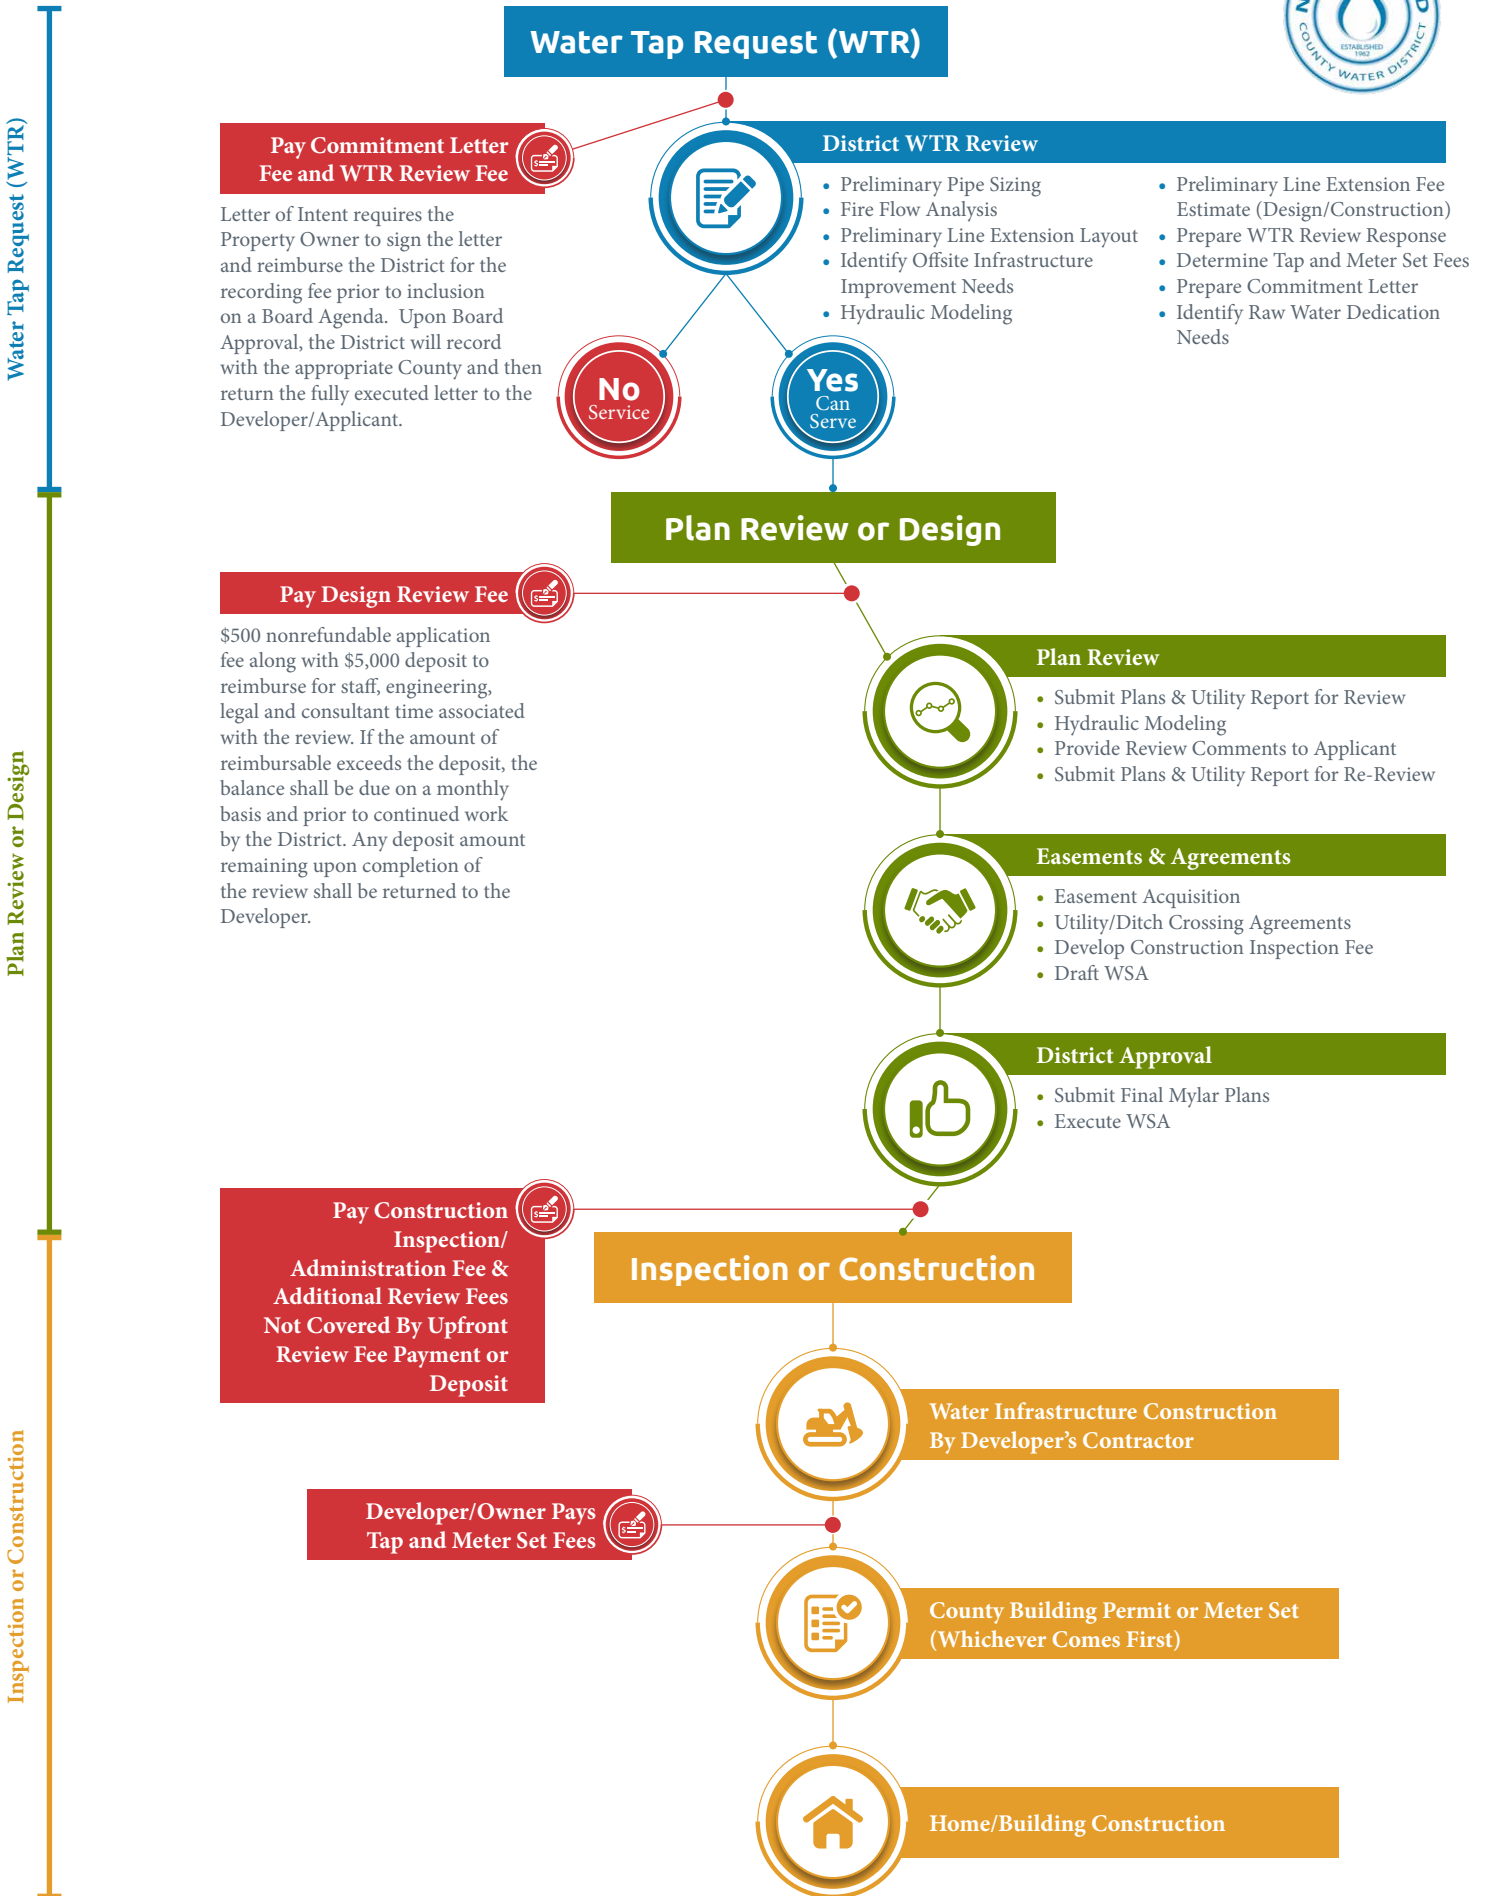 Water Tap Request (WTR)
ESTABLISHED
1962
COUNTY WATER DISTRICT
Water Tap Request (WTR)
Pay Commitment Letter
Fee and WTR Review Fee
Letter of Intent requires the
Property Owner to sign the letter
and reimburse the District for the
recording fee prior to inclusion
on a Board Agenda.  Upon Board
Approval, the District will record
with the appropriate County and then
return the fully executed letter to the
Developer/Applicant.
District WTR Review
• Preliminary Pipe Sizing
• Fire Flow Analysis
• Preliminary Line Extension Layout
• Identify Offsite Infrastructure
Improvement Needs
• Hydraulic Modeling
• Preliminary Line Extension Fee
Estimate (Design/Construction)
• Prepare WTR Review Response
• Determine Tap and Meter Set Fees
• Prepare Commitment Letter
• Identify Raw Water Dedication
Needs
No
Service
Yes
Can
Serve
Plan Review or Design
Plan Review or Design
Pay Design Review Fee
$500 nonrefundable application
fee along with $5,000 deposit to
reimburse for staff, engineering,
legal and consultant time associated
with the review. If the amount of
reimbursable exceeds the deposit, the
balance shall be due on a monthly
basis and prior to continued work
by the District. Any deposit amount
remaining upon completion of
the review shall be returned to the
Developer.
Plan Review
• Submit Plans & Utility Report for Review
• Hydraulic Modeling
• Provide Review Comments to Applicant
• Submit Plans & Utility Report for Re-Review
Easements & Agreements
• Easement Acquisition
• Utility/Ditch Crossing Agreements
• Develop Construction Inspection Fee
• Draft WSA
District Approval
• Submit Final Mylar Plans
• Execute WSA
Pay Construction
Inspection/
Administration Fee &
Additional Review Fees
Not Covered By Upfront
Review Fee Payment or
Deposit
Inspection or Construction
Inspection or Construction
Water Infrastructure Construction
By Developer's Contractor
Developer/Owner Pays
Tap and Meter Set Fees
County Building Permit or Meter Set
(Whichever Comes First)
Home/Building Construction